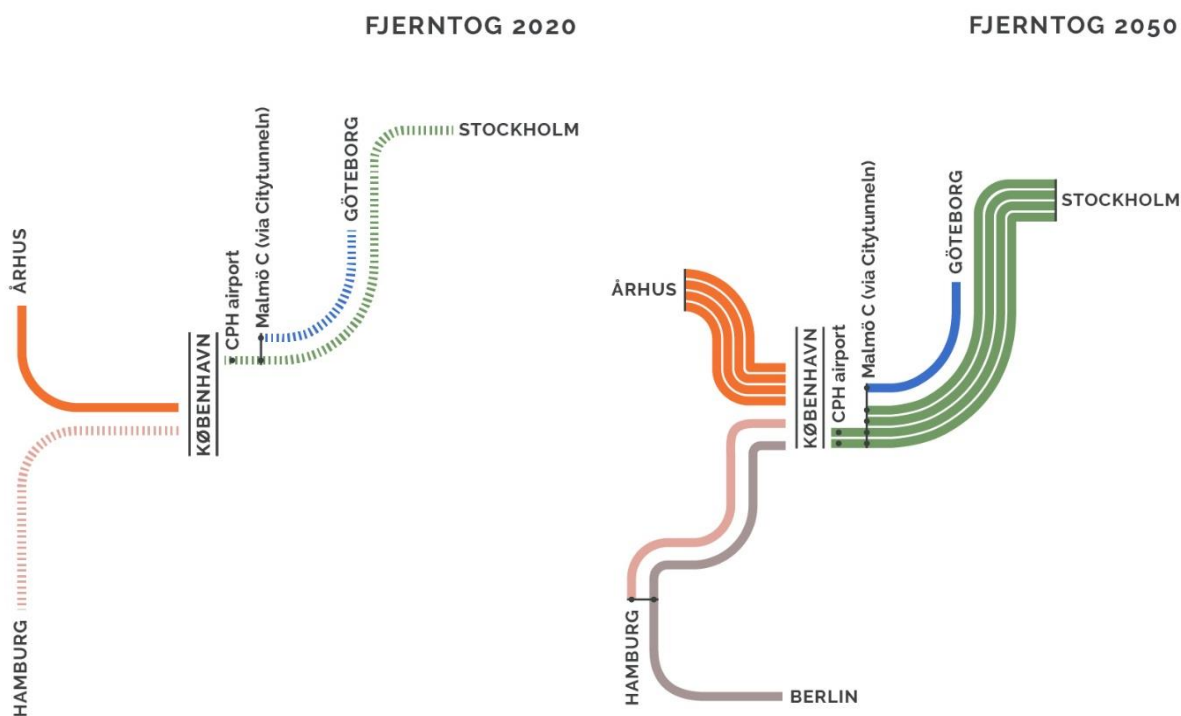 FJERNTOG 2020
STOCKHOLM
GÖTEBORG
Malmö C (via Citytunneln)
CPH airport
ÅRHUS
KØBENHAVN
HAMBURG
FJERNTOG 2050
STOCKHOLM
GÖTEBORG
Malmö C (via Citytunneln)
ÅRHUS
CPH airport
KØBENHAVN
HAMBURG
BERLIN